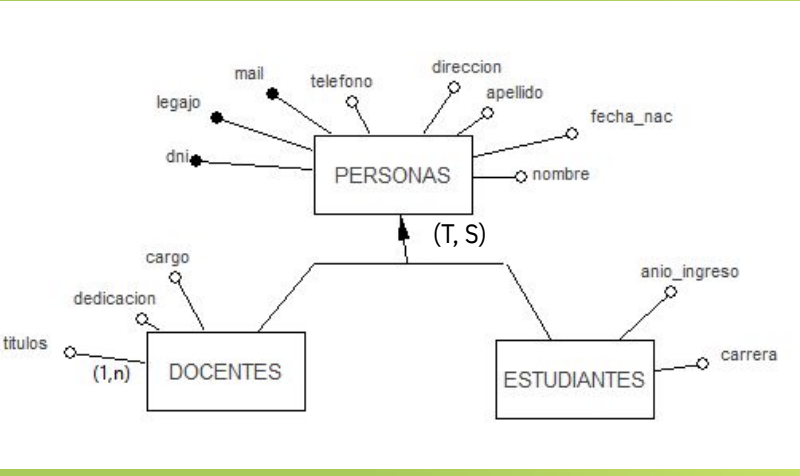 mail
telefono
direccion
legajo
apellido
fecha_nac
dni
PERSONAS
nombre
(T, S)
cargo
dedicacion
anio_ingreso
titulos
(1,n)
DOCENTES
carrera
ESTUDIANTES